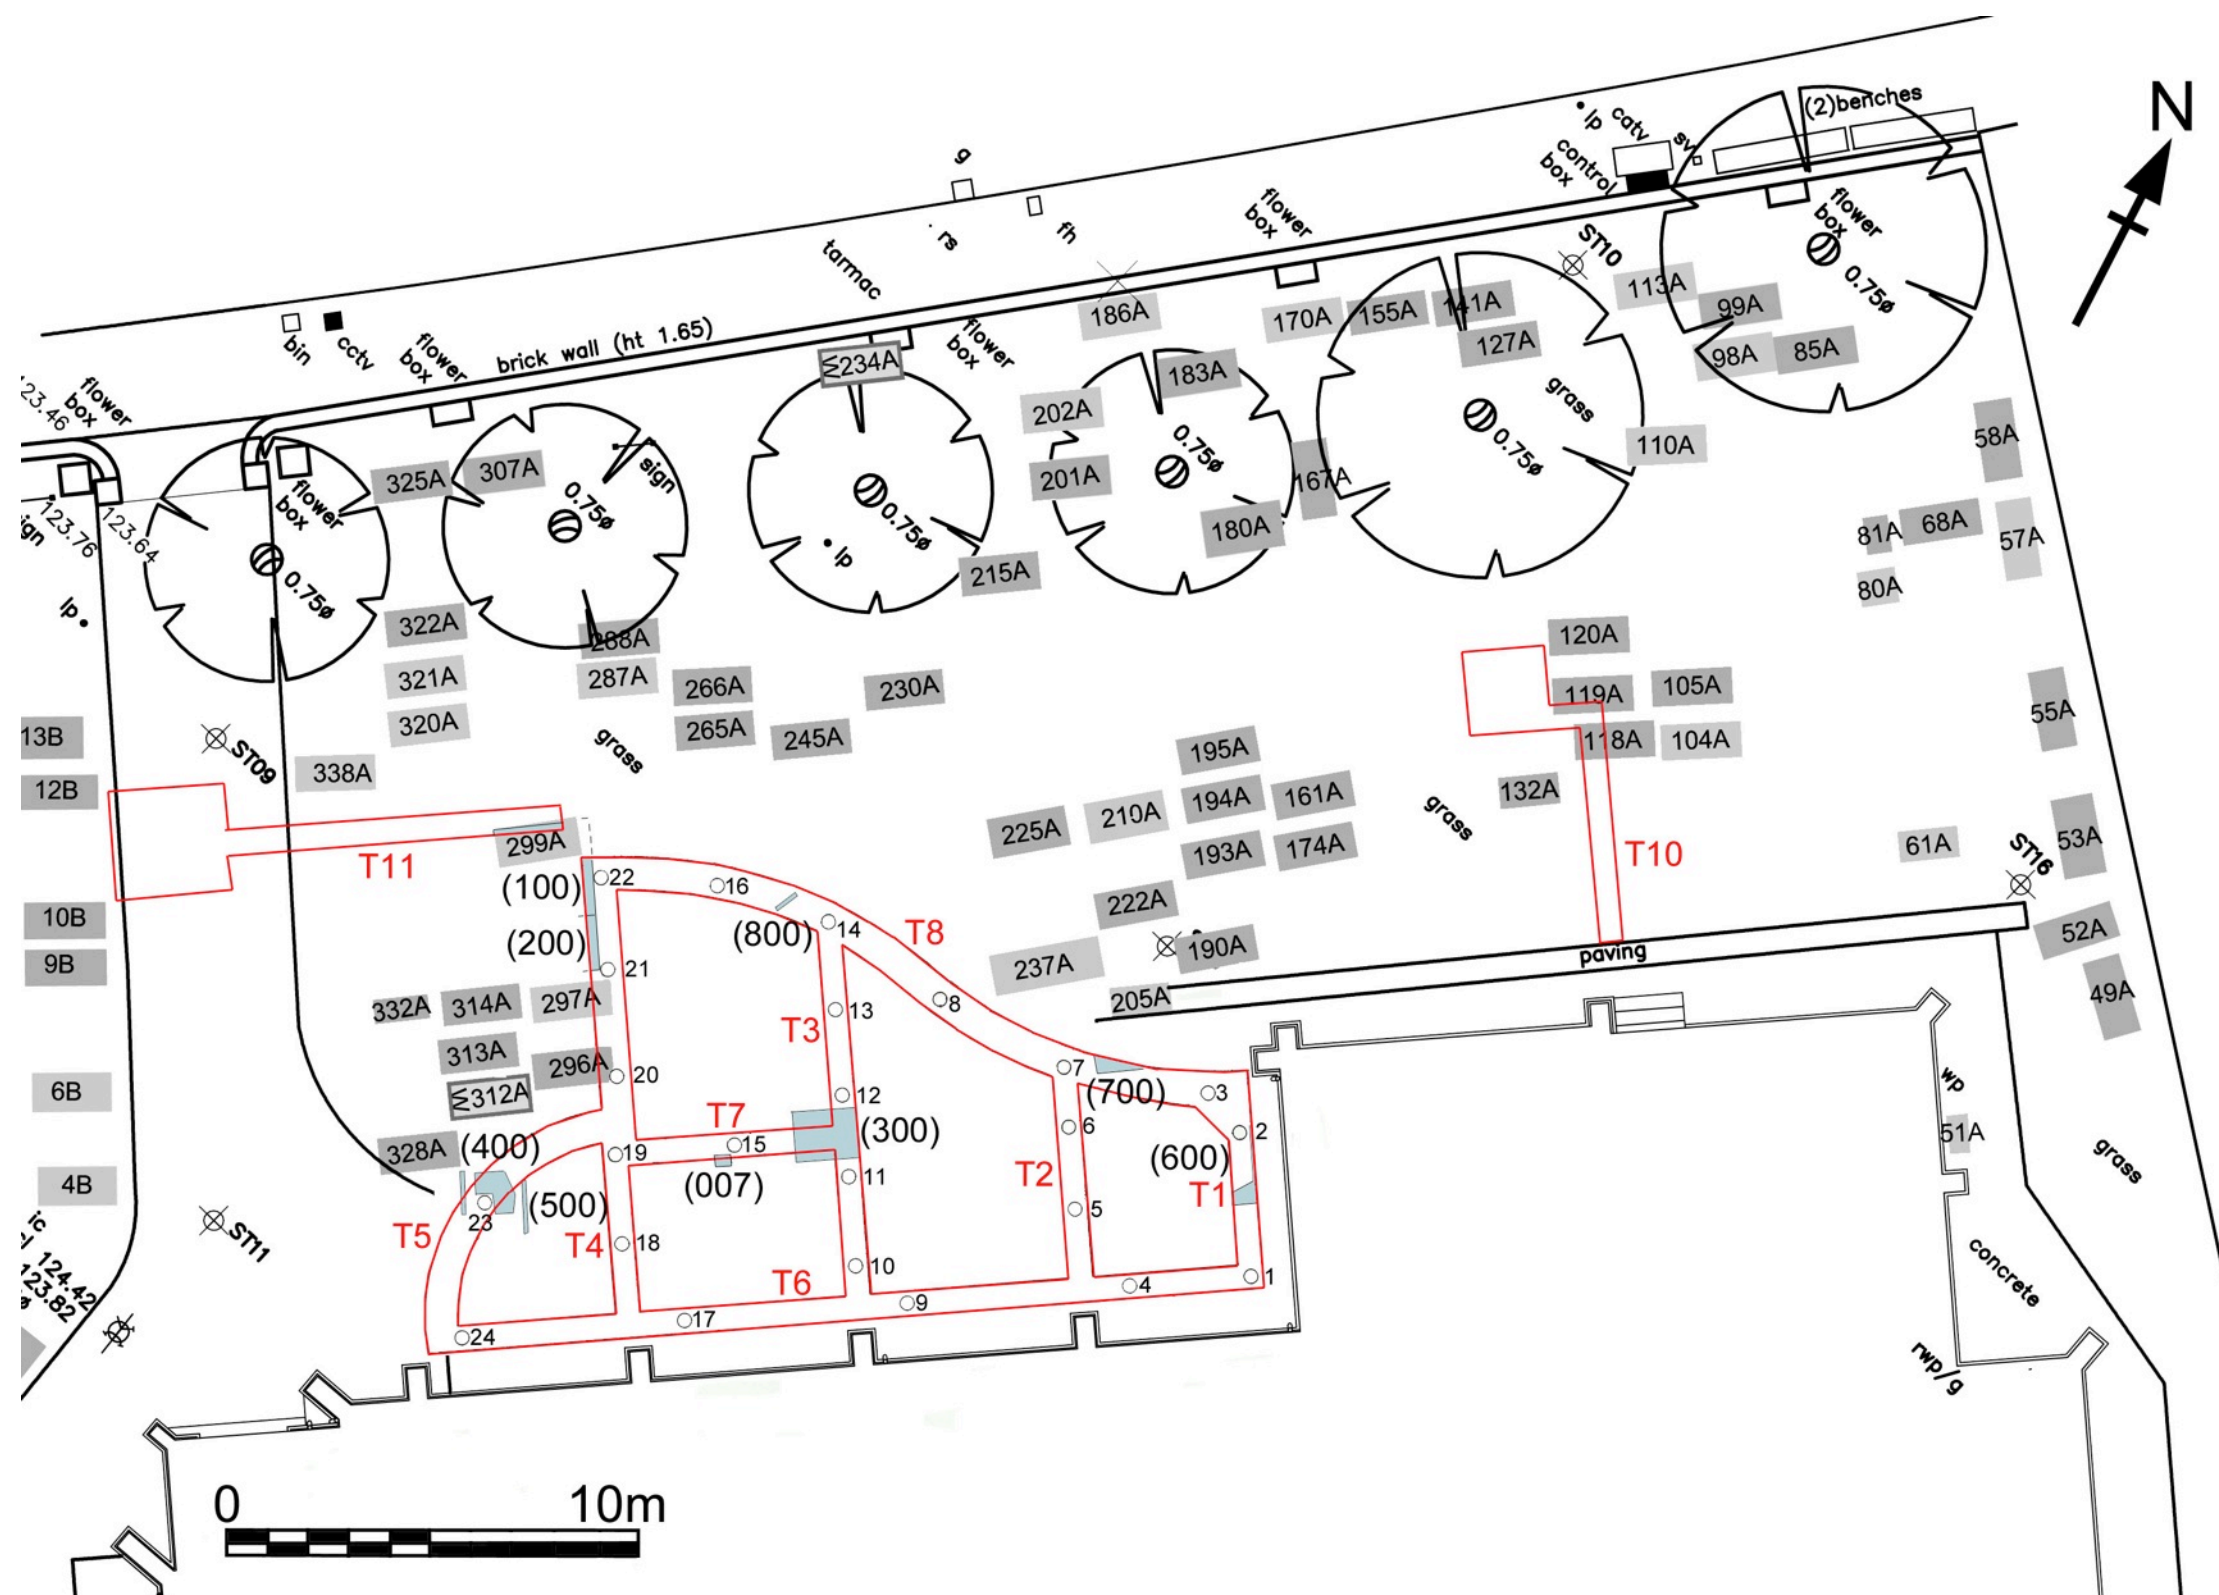 (2)benches
N
lp
catv
sv
control
box
g
flower
box
flower
box
rs
fh
ST10
tarmac
113A
99A
0.75ø
186A
170A
155A
141A
127A
98A
85A
bin
cctv
flower
box
brick wall (ht 1.65)
flower
box
234A
183A
202A
grass
58A
flower
box
110A
0.75ø
0.75ø
325A
307A
sign
201A
167A
flower
box
0.75ø
0.75ø
180A
81A
68A
57A
123.76
123.64
lp
215A
80A
0.75ø
lp
322A
288A
120A
321A
287A
266A
230A
119A
105A
320A
265A
245A
195A
118A
104A
55A
13B
ST09
338A
grass
12B
194A
161A
132A
225A
210A
grass
299A
193A
174A
T10
61A
53A
ST16
T11
(100)
22
16
222A
10B
(800)
14
T8
(200)
190A
52A
9B
21
237A
paving
332A
314A
297A
T3
13
8
205A
49A
313A
296A
20
7
312A
12
(700)
3
wp
6B
T7
15
(300)
6
2
51A
328A
(400)
19
(600)
grass
11
T2
4B
(007)
T1
(500)
23
5
T5
T4
18
ic
ST11
124.42
123.82
T6
10
4
1
concrete
9
17
24
rwp/g
0
10m